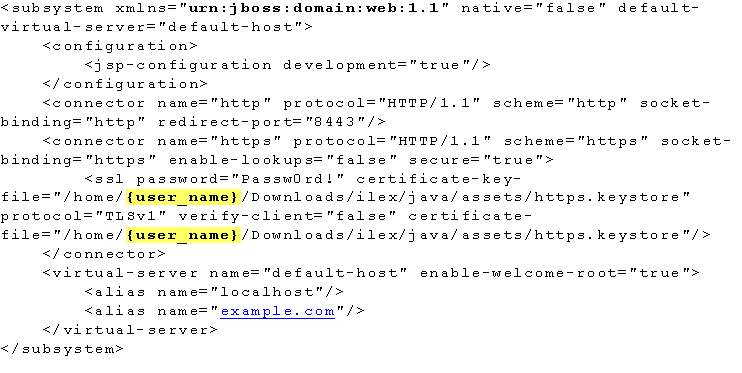 <subsystem xmlns="urn:jboss:domain:web:1.1" native="false" default-
virtual-server="default-host">
    <configuration>
        <jsp-configuration development="true"/>
    </configuration>
    <connector name="http" protocol="HTTP/1.1" scheme="http" socket-
binding="http" redirect-port="8443"/>
    <connector name="https" protocol="HTTP/1.1" scheme="https" socket-
binding="https" enable-lookups="false" secure="true">
        <ssl password="Passw0rd!" certificate-key-
file="/home/{user_name}/Downloads/ilex/java/assets/https.keystore"
protocol="TLSv1" verify-client="false" certificate-
file="/home/{user_name}/Downloads/ilex/java/assets/https.keystore"/>
    </connector>
    <virtual-server name="default-host" enable-welcome-root="true">
        <alias name="localhost"/>
        <alias name="example.com"/>
    </virtual-server>
</subsystem>